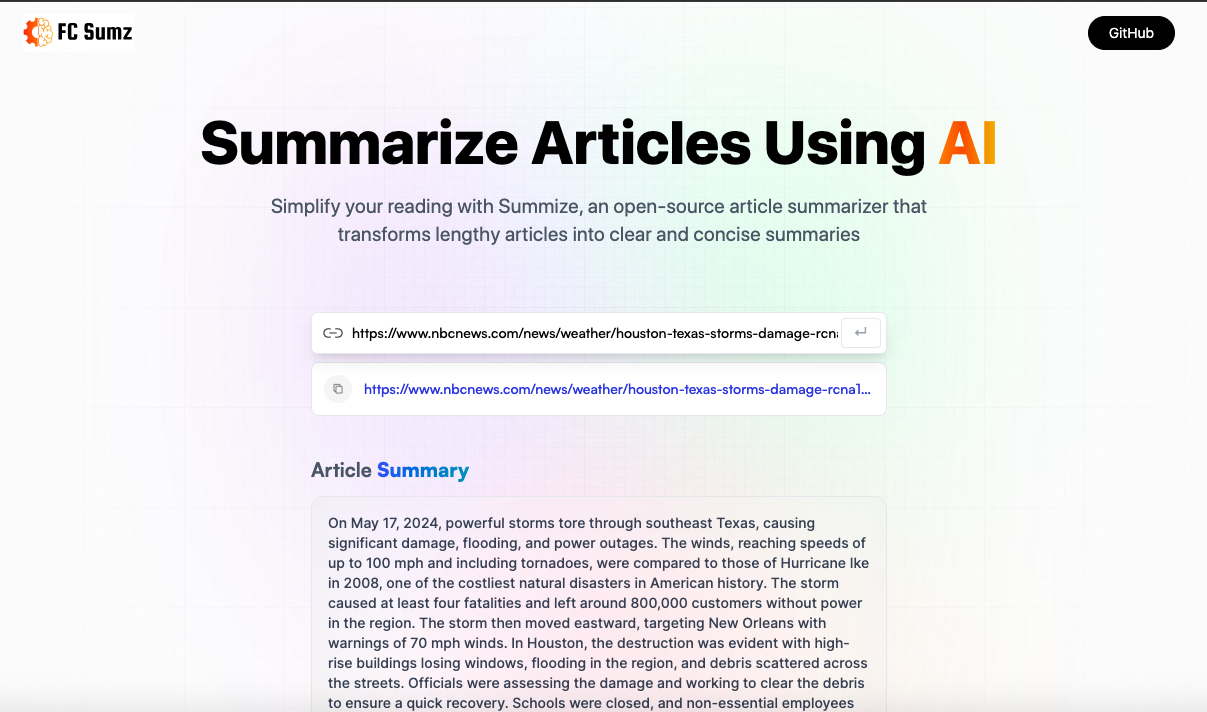 FC Sumz
GitHub
Summarize Articles Using AI
Simplify your reading with Summize, an open-source article summarizer that
transforms lengthy articles into clear and concise summaries
https://www.nbcnews.com/news/weather/houston-texas-storms-damage-rcna
https://www.nbcnews.com/news/weather/houston-texas-storms-damage-rcna1...
Article Summary
On May 17, 2024, powerful storms tore through southeast Texas, causing
significant damage, flooding, and power outages. The winds, reaching speeds of
up to 100 mph and including tornadoes, were compared to those of Hurricane Ike
in 2008, one of the costliest natural disasters in American history. The storm
caused at least four fatalities and left around 800,000 customers without power
in the region. The storm then moved eastward, targeting New Orleans with
warnings of 70 mph winds. In Houston, the destruction was evident with high-
rise buildings losing windows, flooding in the region, and debris scattered across
the streets. Officials were assessing the damage and working to clear the debris
to ensure a quick recovery. Schools were closed, and non-essential employees